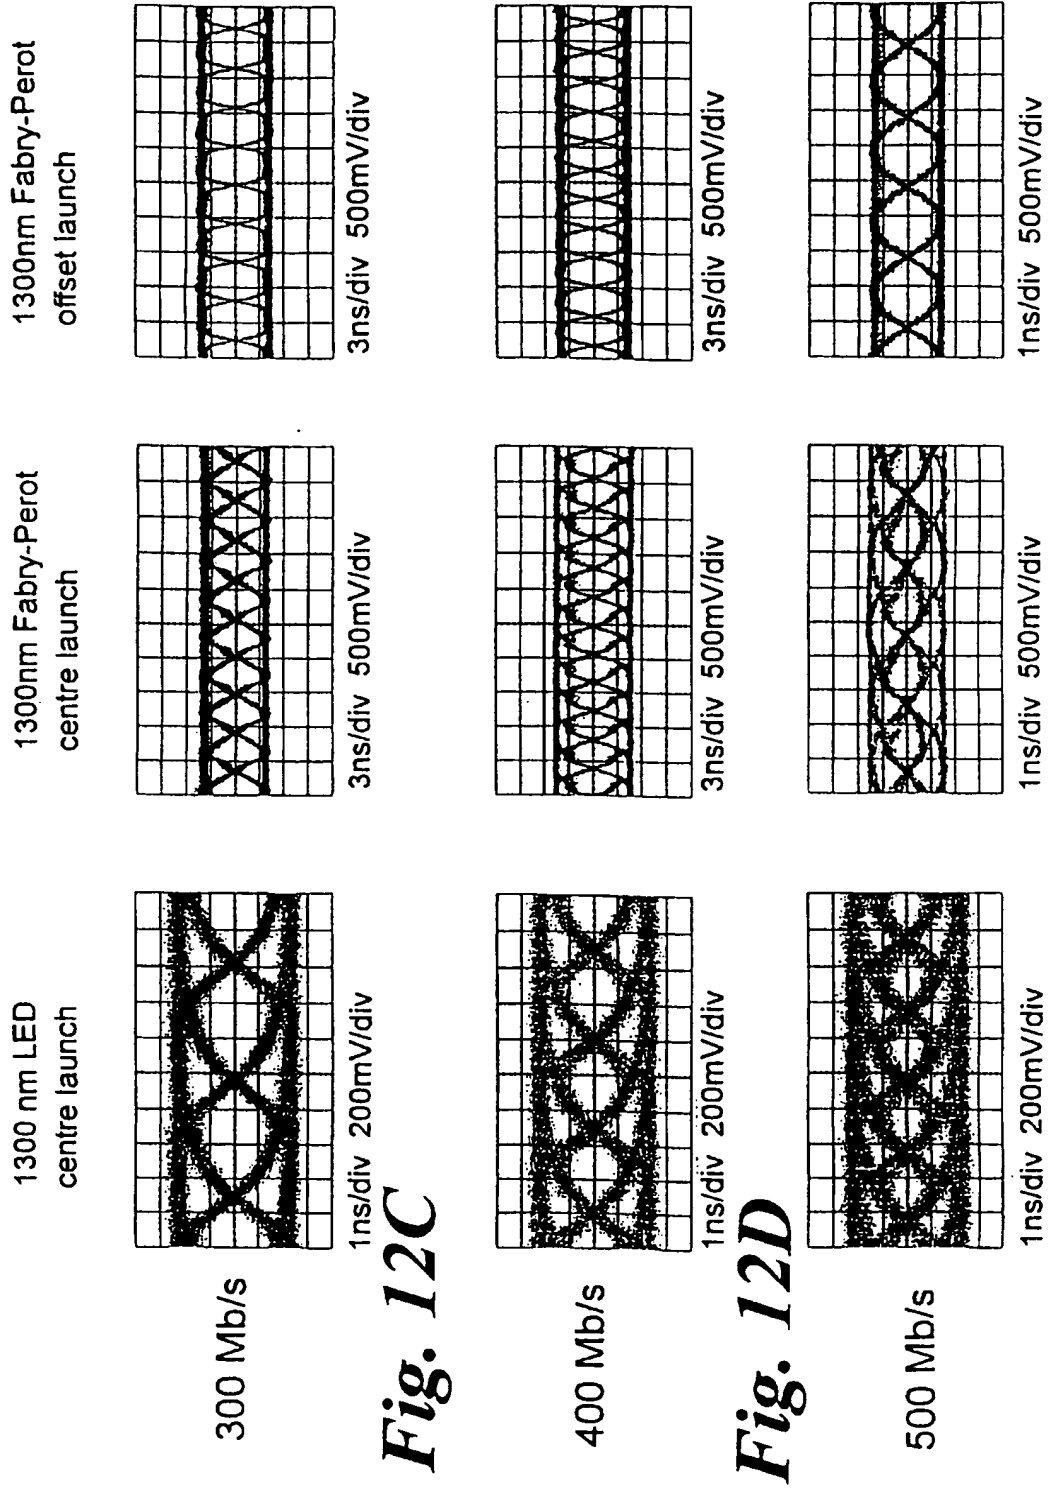 1300 nm LED
centre launch
1300nm Fabry-Perot
centre launch
1300nm Fabry-Perot
offset launch
300 Mb/s
1ns/div 200mV/div
3ns/div 500mV/div
3ns/div 500mV/div
Fig. 12C
400 Mb/s
1ns/div 200mV/div
3ns/div 500mV/div
3ns/div 500mV/div
Fig. 12D
500 Mb/s
1ns/div 200mV/div
1ns/div 500mV/div
1ns/div 500mV/div